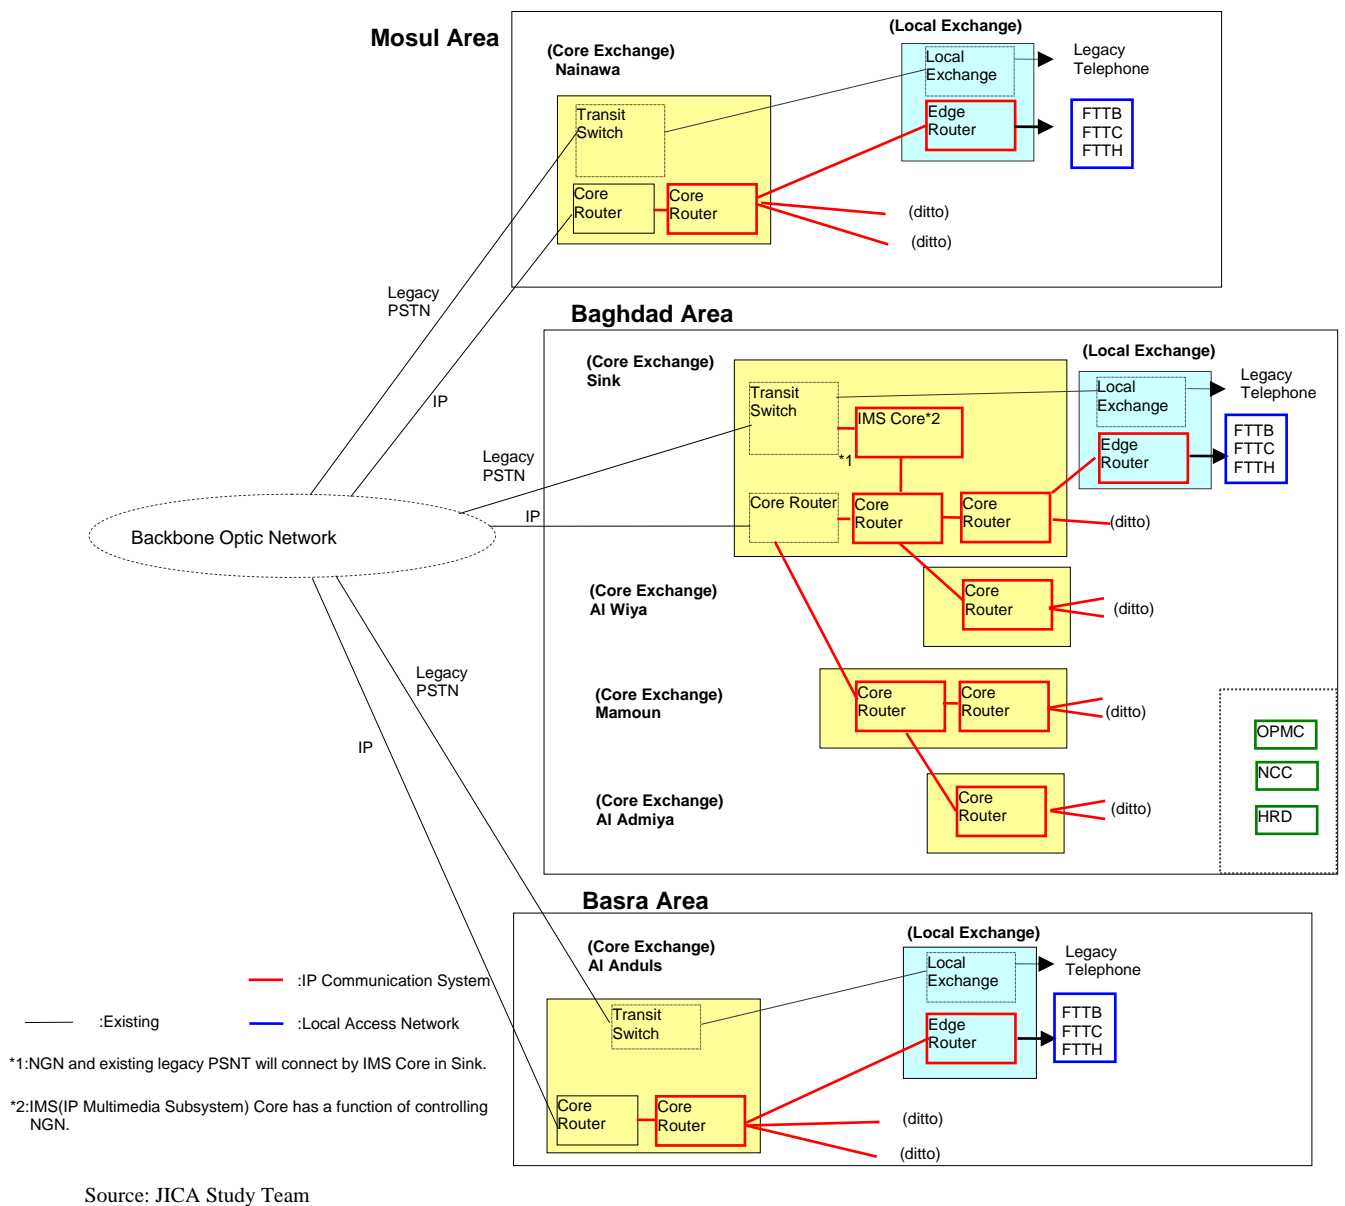 Mosul Area
(Core Exchange)
Nainawa
(Local Exchange)
Local
Exchange
Legacy
Telephone
Transit
Switch
Edge
Router
FTTB
FTTC
FTTH
Core
Router
Core
Router
(ditto)
(ditto)
Legacy
PSTN
IP
Baghdad Area
(Core Exchange)
Sink
(Local Exchange)
Transit
Switch
IMS Core*2
*1
Local
Exchange
Legacy
Telephone
Edge
Router
FTTB
FTTC
FTTH
Legacy
PSTN
IP
Core Router
Core
Router
Core
Router
(ditto)
Backbone Optic Network
(Core Exchange)
Al Wiya
Core
Router
(ditto)
Legacy
PSTN
IP
(Core Exchange)
Mamoun
Core
Router
Core
Router
(ditto)
(Core Exchange)
Al Admiya
Core
Router
(ditto)
OPMC
NCC
HRD
Basra Area
(Core Exchange)
Al Anduls
(Local Exchange)
Local
Exchange
Legacy
Telephone
Transit
Switch
Edge
Router
FTTB
FTTC
FTTH
Core
Router
Core
Router
(ditto)
(ditto)
:IP Communication System
:Existing
:Local Access Network
*1:NGN and existing legacy PSNT will connect by IMS Core in Sink.
*2:IMS(IP Multimedia Subsystem) Core has a function of controlling
NGN.
Source: JICA Study Team